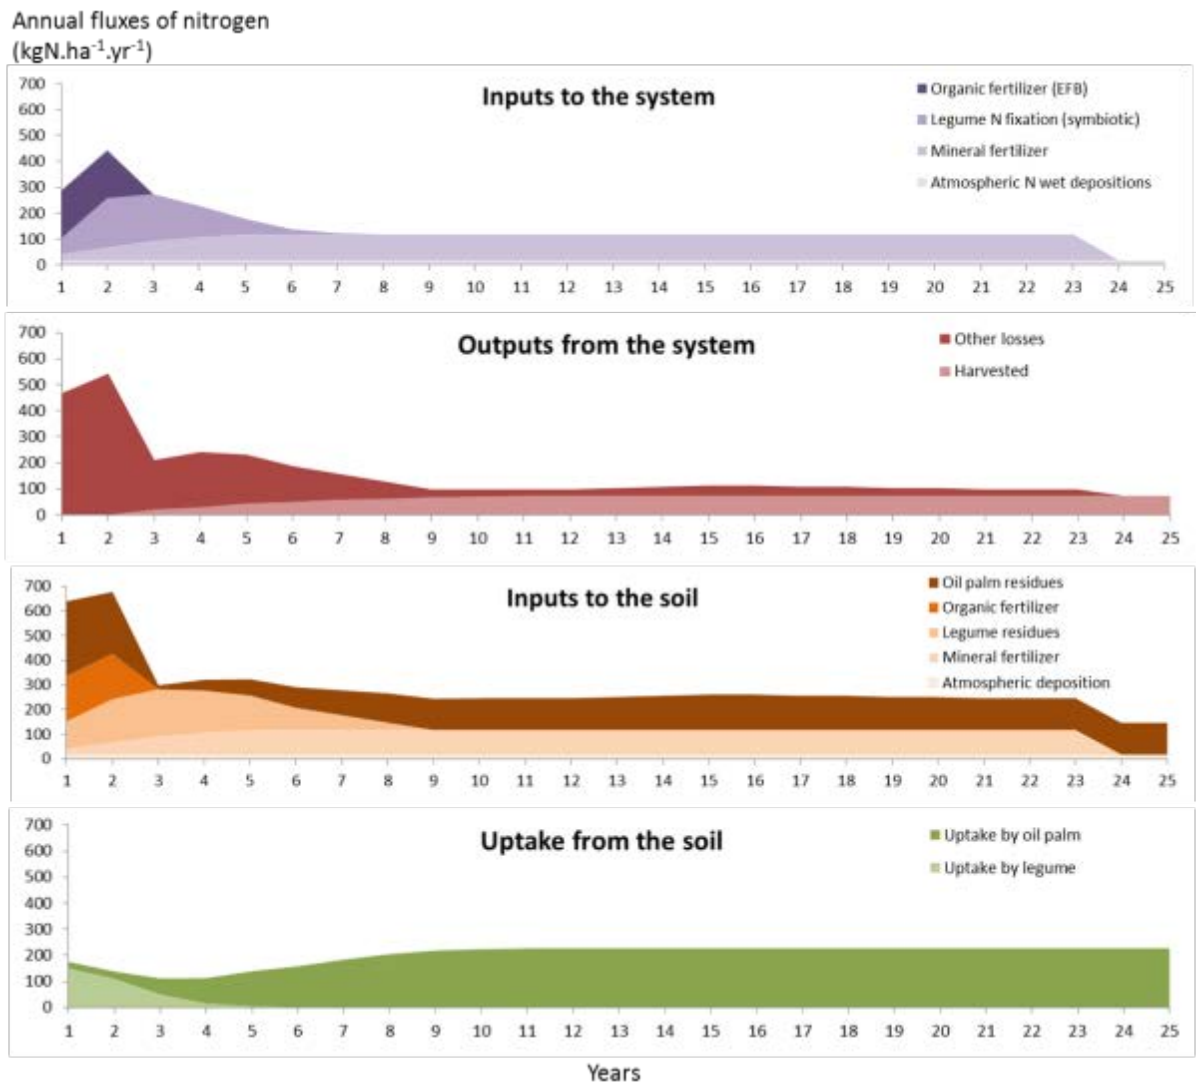 Annual fluxes of nitrogen
(kgN.ha⁻¹.yr⁻¹)
Inputs to the system
700
600
500
400
300
200
100
0
Organic fertilizer (EFB)
Legume N fixation (symbiotic)
Mineral fertilizer
Atmospheric N wet depositions
1 2 3 4 5 6 7 8 9 10 11 12 13 14 15 16 17 18 19 20 21 22 23 24 25
Outputs from the system
700
600
500
400
300
200
100
0
Other losses
Harvested
1 2 3 4 5 6 7 8 9 10 11 12 13 14 15 16 17 18 19 20 21 22 23 24 25
Inputs to the soil
700
600
500
400
300
200
100
0
Oil palm residues
Organic fertilizer
Legume residues
Mineral fertilizer
Atmospheric deposition
1 2 3 4 5 6 7 8 9 10 11 12 13 14 15 16 17 18 19 20 21 22 23 24 25
Uptake from the soil
700
600
500
400
300
200
100
0
Uptake by oil palm
Uptake by legume
1 2 3 4 5 6 7 8 9 10 11 12 13 14 15 16 17 18 19 20 21 22 23 24 25
Years